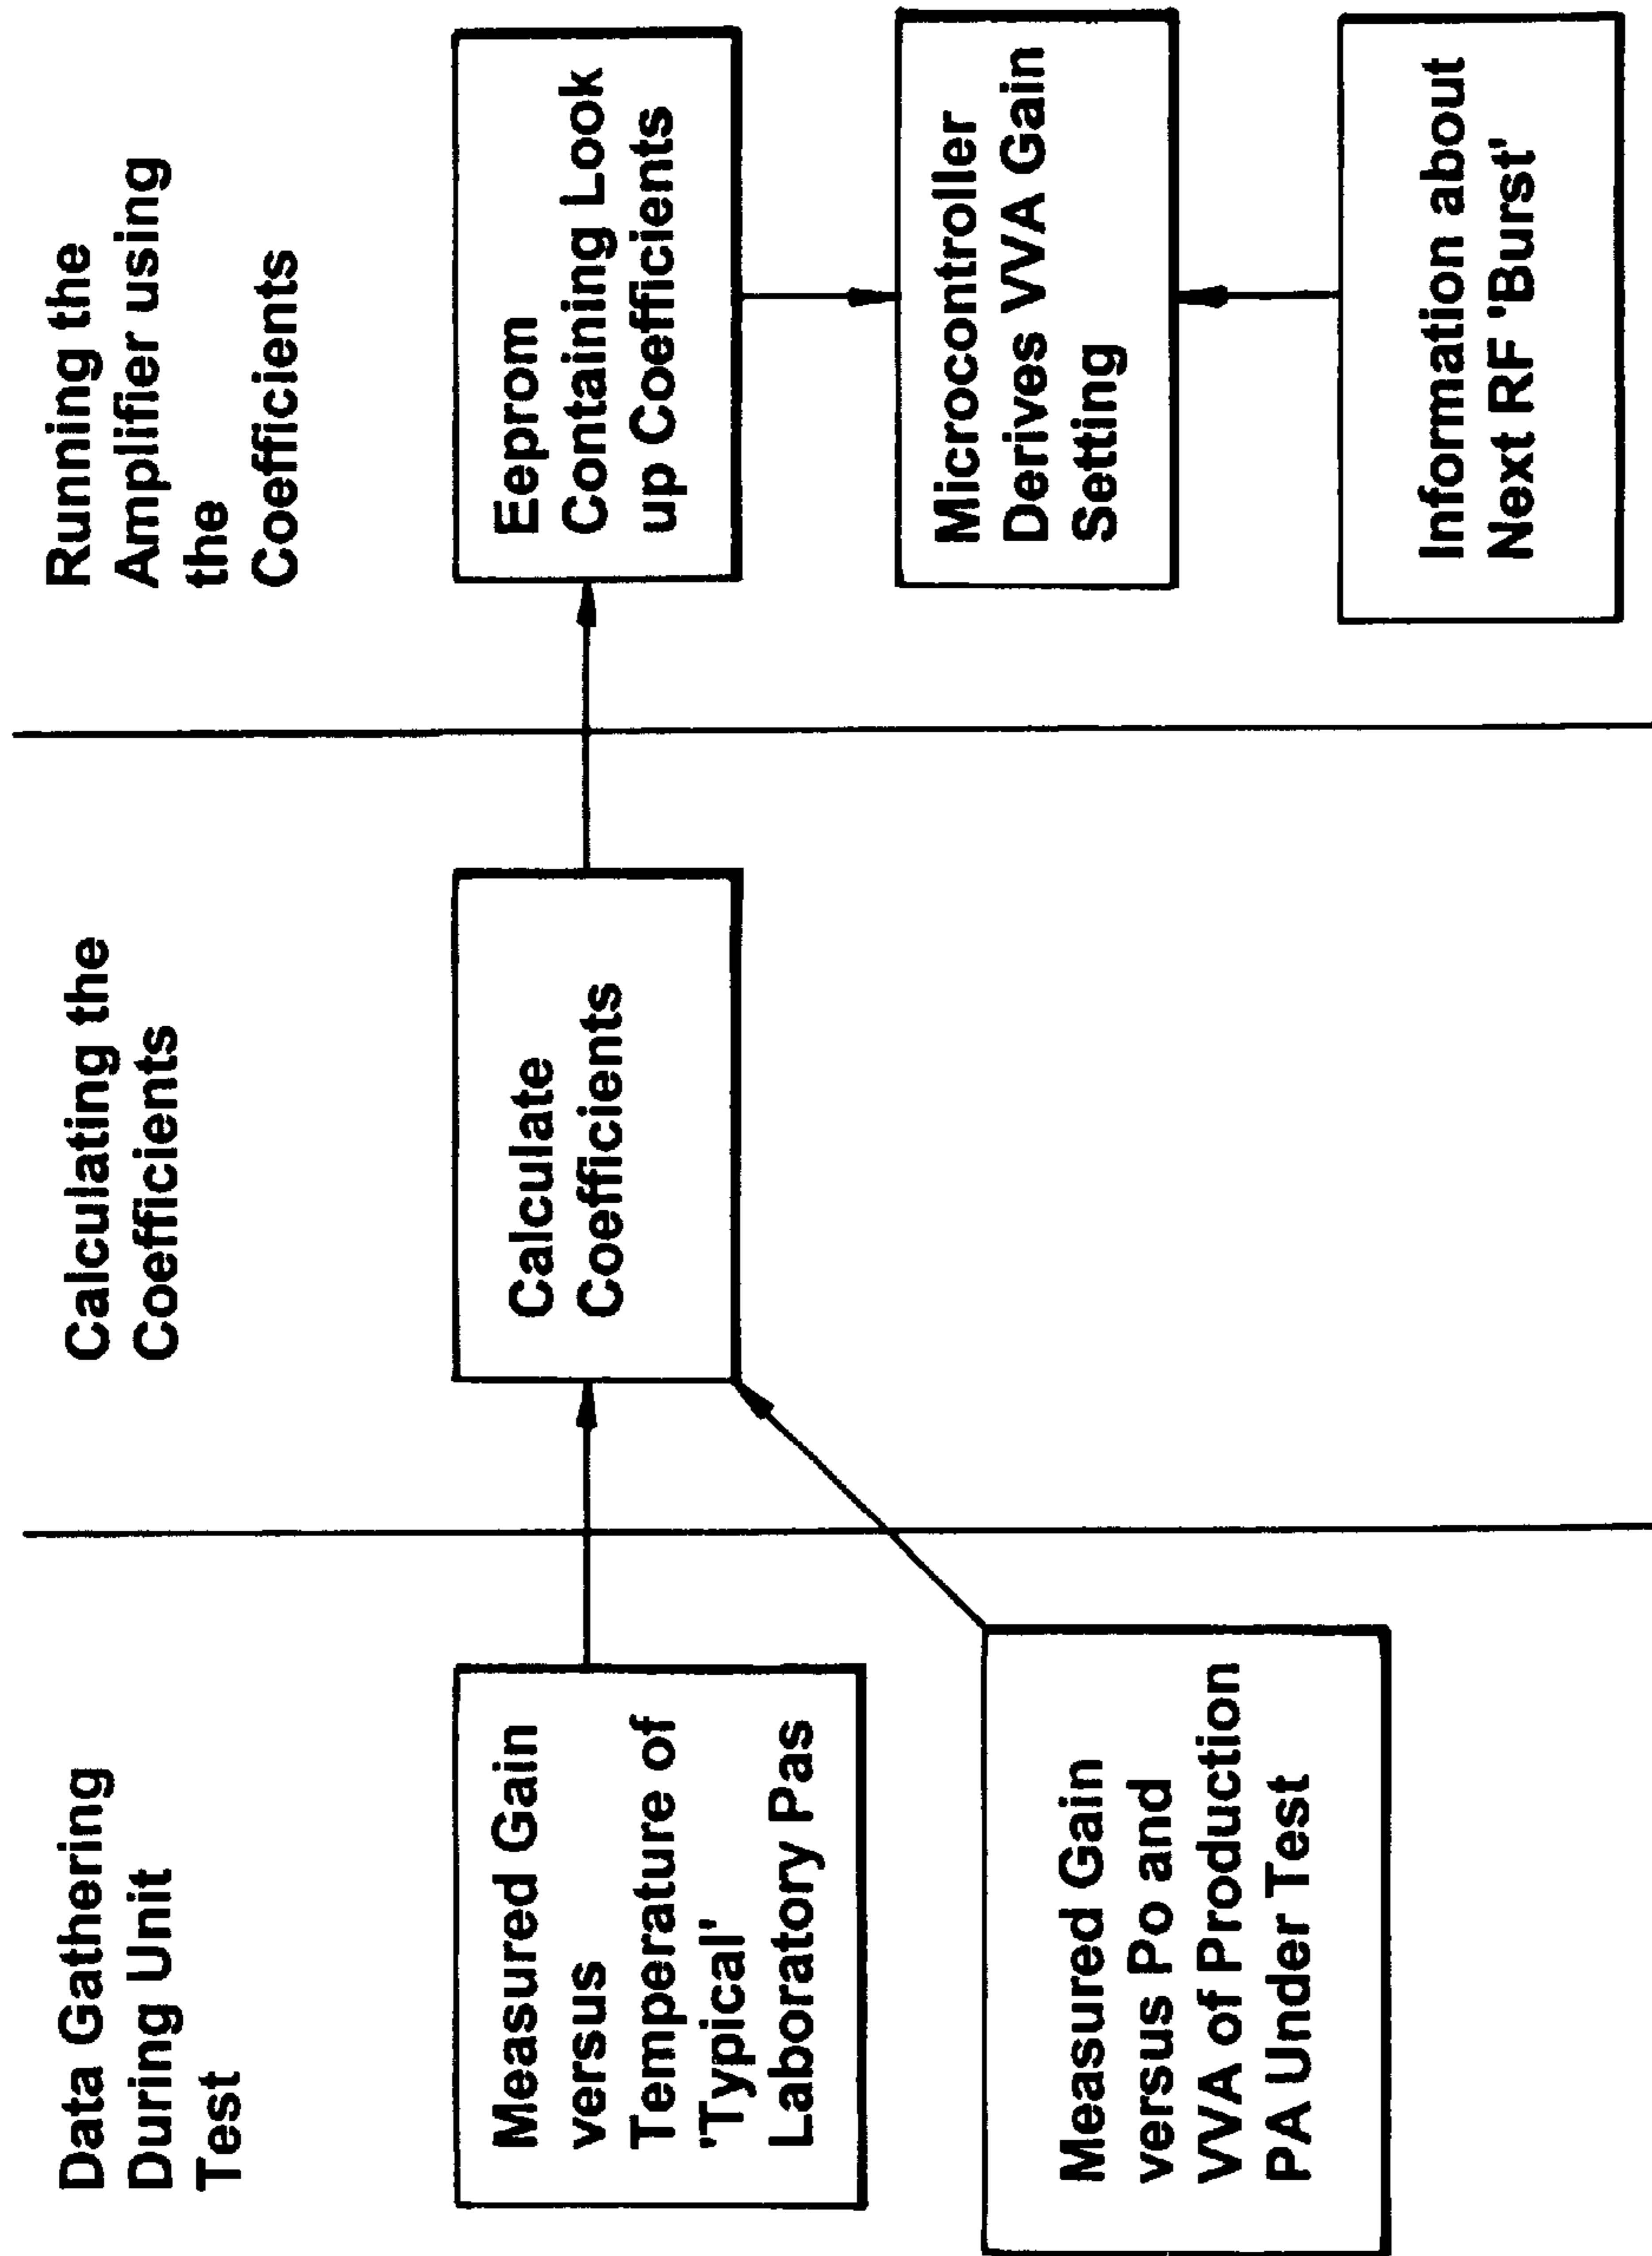 Data Gathering
During Unit
Test
Measured Gain
versus
Temperature of
'Typical'
Laboratory Pas
Measured Gain
versus Po and
VVA of Production
PA Under Test
Calculating the
Coefficients
Calculate
Coefficients
Running the
Amplifier using
the
Coefficients
Eeprom
Containing Look
up Coefficients
Microcontroller
Derives VVA Gain
Setting
Information about
Next RF 'Burst'